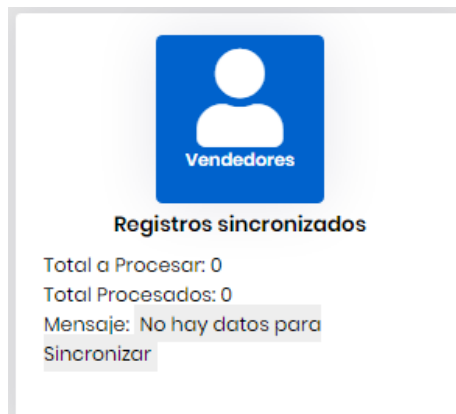 Vendedores
Registros sincronizados
Total a Procesar: 0
Total Procesados: 0
Mensaje: No hay datos para
Sincronizar